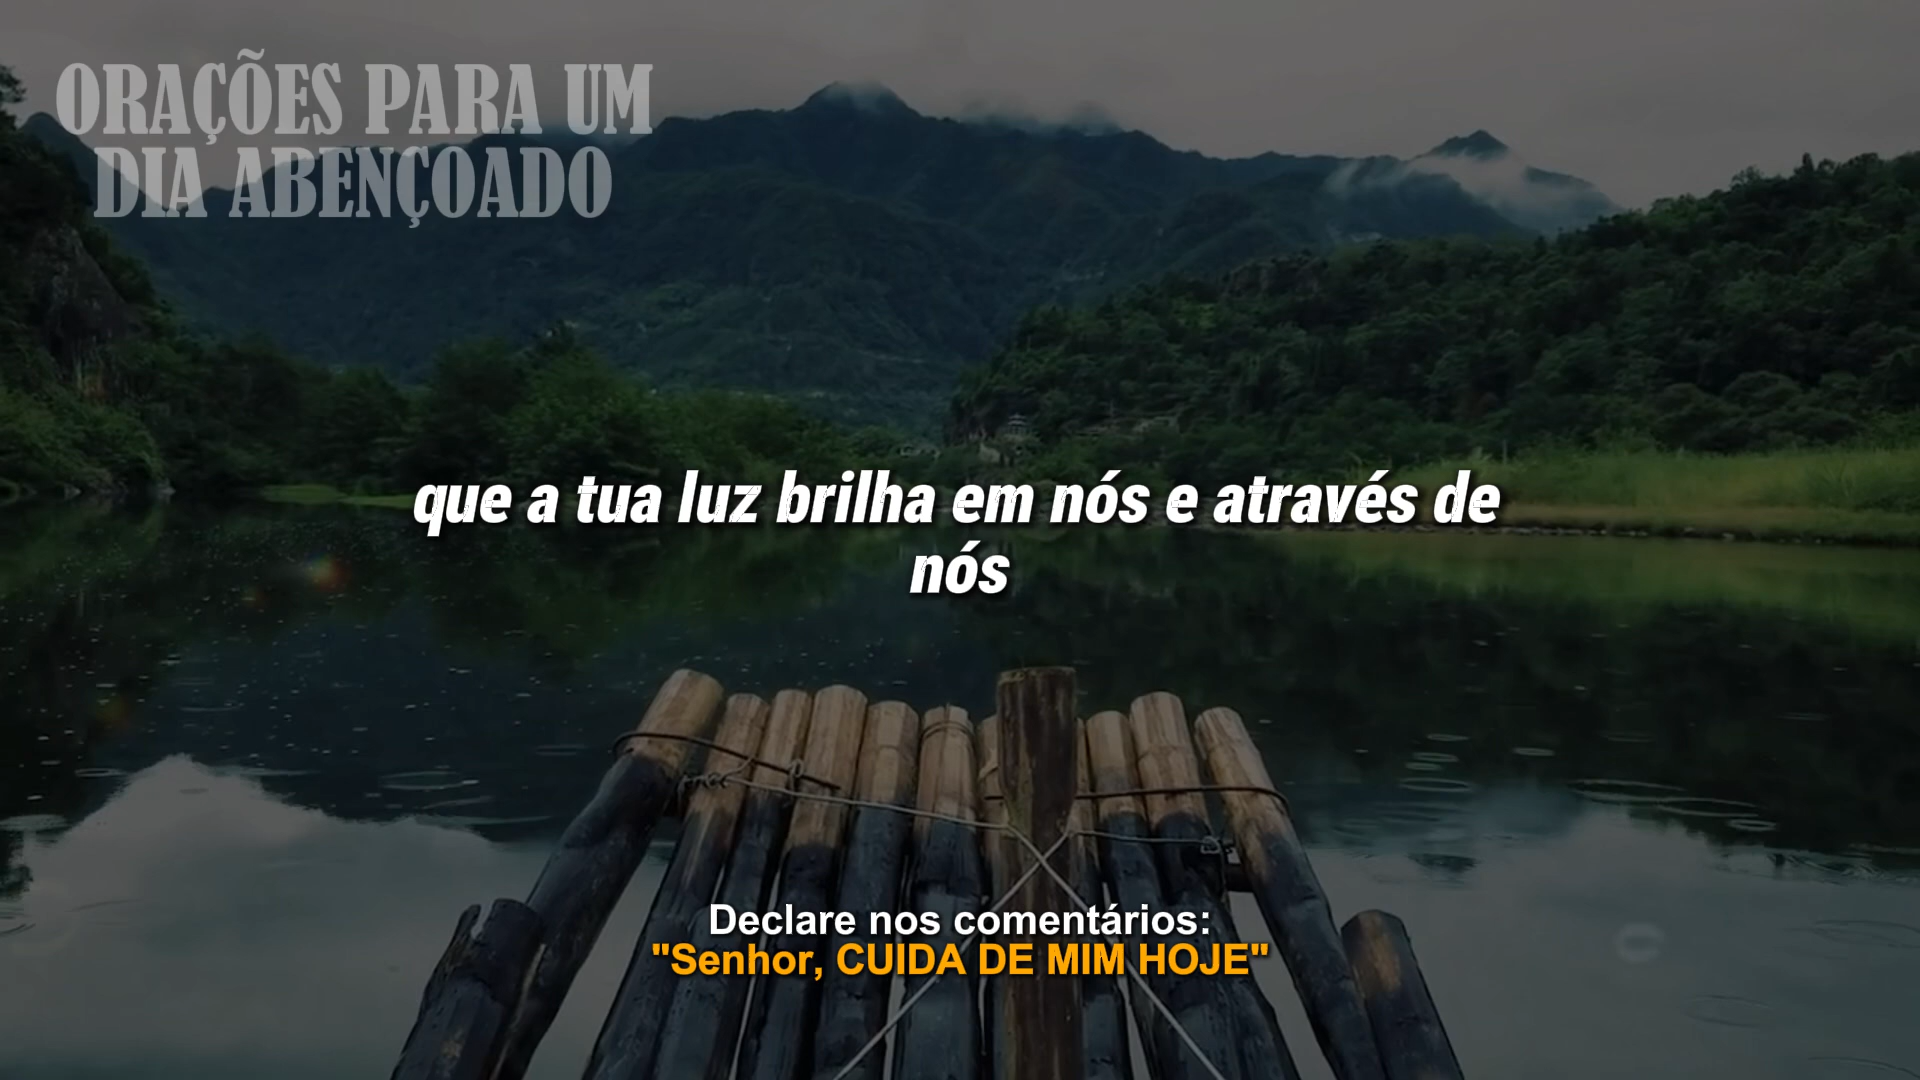 ORAÇÕES PARA UM
DIA ABENÇOADO
que a tua luz brilha em nós e através de
nós
Declare nos comentários:
"Senhor, CUIDA DE MIM HOJE"